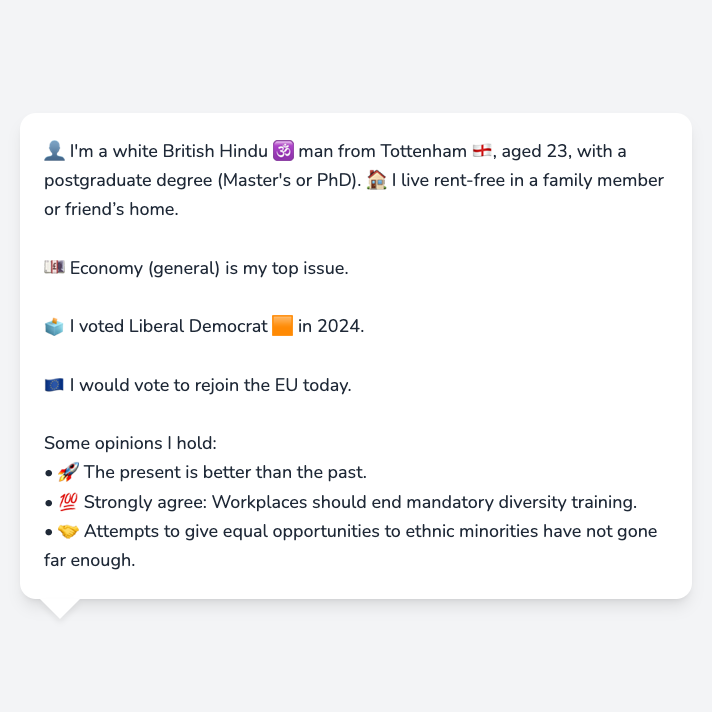 👤 I'm a white British Hindu 🕉️ man from Tottenham 🏴󠁧󠁢󠁥󠁮󠁧󠁿, aged 23, with a
postgraduate degree (Master's or PhD). 🏠 I live rent-free in a family member
or friend’s home.
💷 Economy (general) is my top issue.
🗳️ I voted Liberal Democrat 🟧 in 2024.
🇪🇺 I would vote to rejoin the EU today.
Some opinions I hold:
• 🚀 The present is better than the past.
• 💯 Strongly agree: Workplaces should end mandatory diversity training.
• 🤝 Attempts to give equal opportunities to ethnic minorities have not gone
far enough.